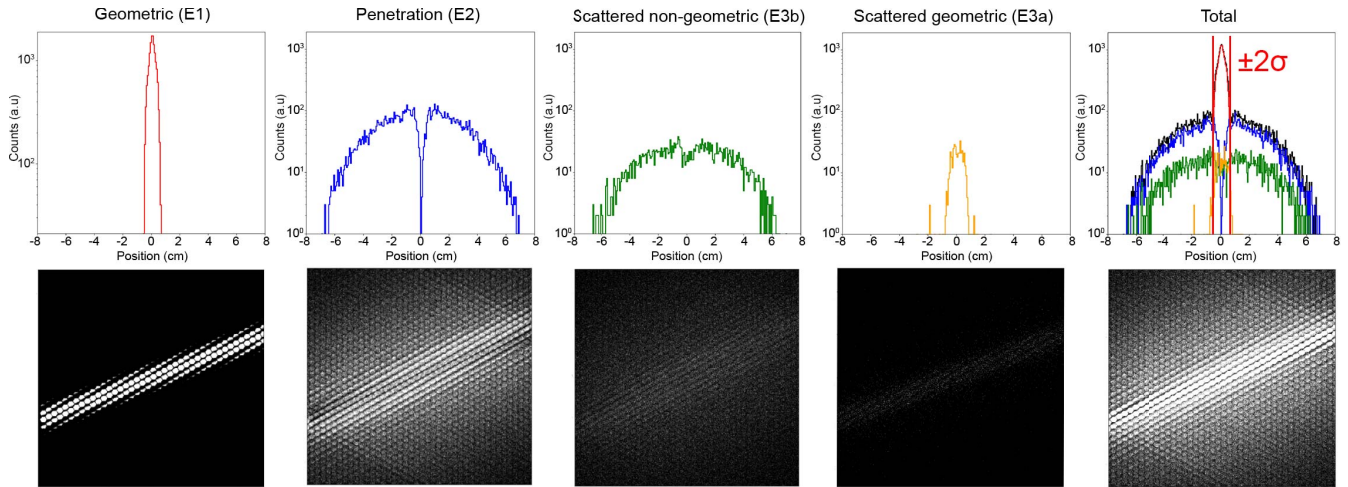 Geometric (E1)
Penetration (E2)
Scattered non-geometric (E3b)
Scattered geometric (E3a)
Total
Counts (a.u)
10³
10²
-8 -6 -4 -2 0 2 4 6 8
Position (cm)
Counts (a.u)
10³
10²
10¹
10⁰
-8 -6 -4 -2 0 2 4 6 8
Position (cm)
Counts (a.u)
10³
10²
10¹
10⁰
-8 -6 -4 -2 0 2 4 6 8
Position (cm)
Counts (a.u)
10³
10²
10¹
10⁰
-8 -6 -4 -2 0 2 4 6 8
Position (cm)
Counts (a.u)
10³
10²
10¹
10⁰
±2σ
-8 -6 -4 -2 0 2 4 6 8
Position (cm)